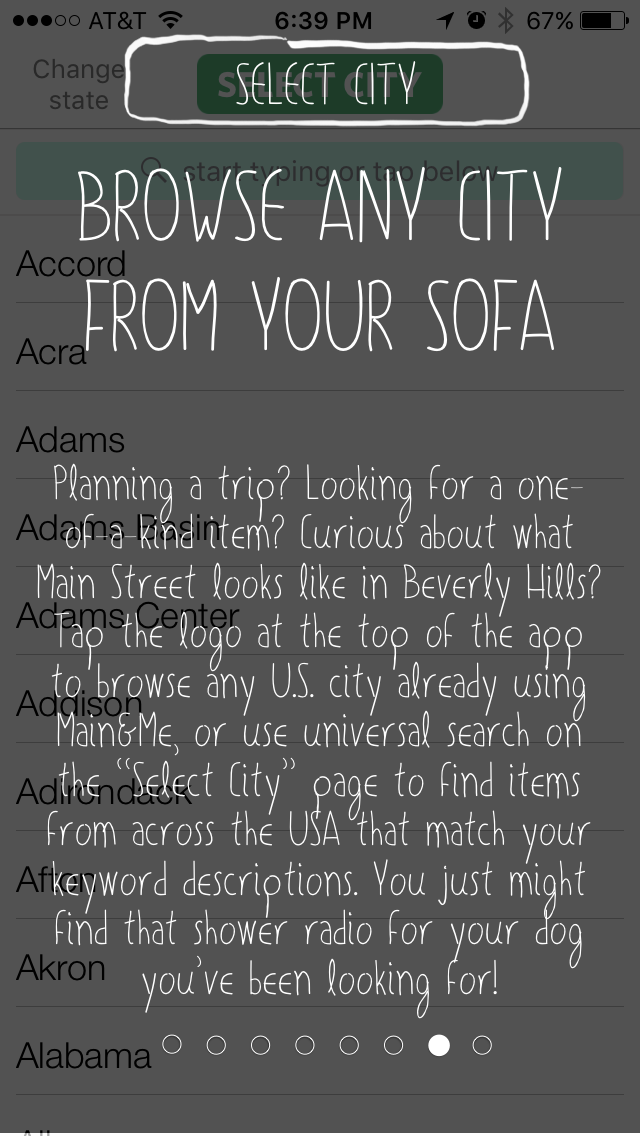 AT&T 6:39 PM 67%
Change
state
SELECT CITY
SELECT CITY
start typing or tap below
BROWSE ANY CITY
FROM YOUR SOFA
Accord
Acra
Adams
Adams Basin
Adams Center
Addison
Adirondack
Afton
Akron
Alabama
Planning a trip? Looking for a one-
of-a-kind item? Curious about what
Main Street looks like in Beverly Hills?
Tap the logo at the top of the app
to browse any U.S. city already using
Main&Me, or use universal search on
the “Select City” page to find items
from across the USA that match your
keyword descriptions. You just might
find that shower radio for your dog
you've been looking for!